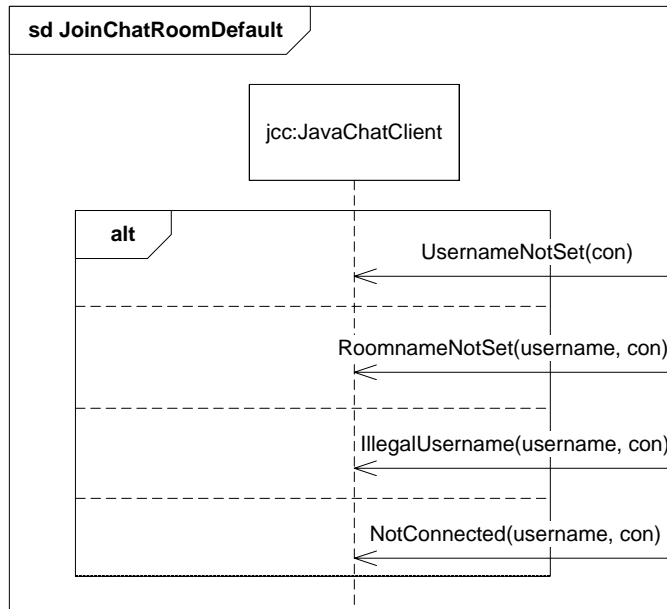 sd JoinChatRoomDefault
jcc:JavaChatClient
alt
UsernameNotSet(con)
RoomnameNotSet(username, con)
IllegalUsername(username, con)
NotConnected(username, con)